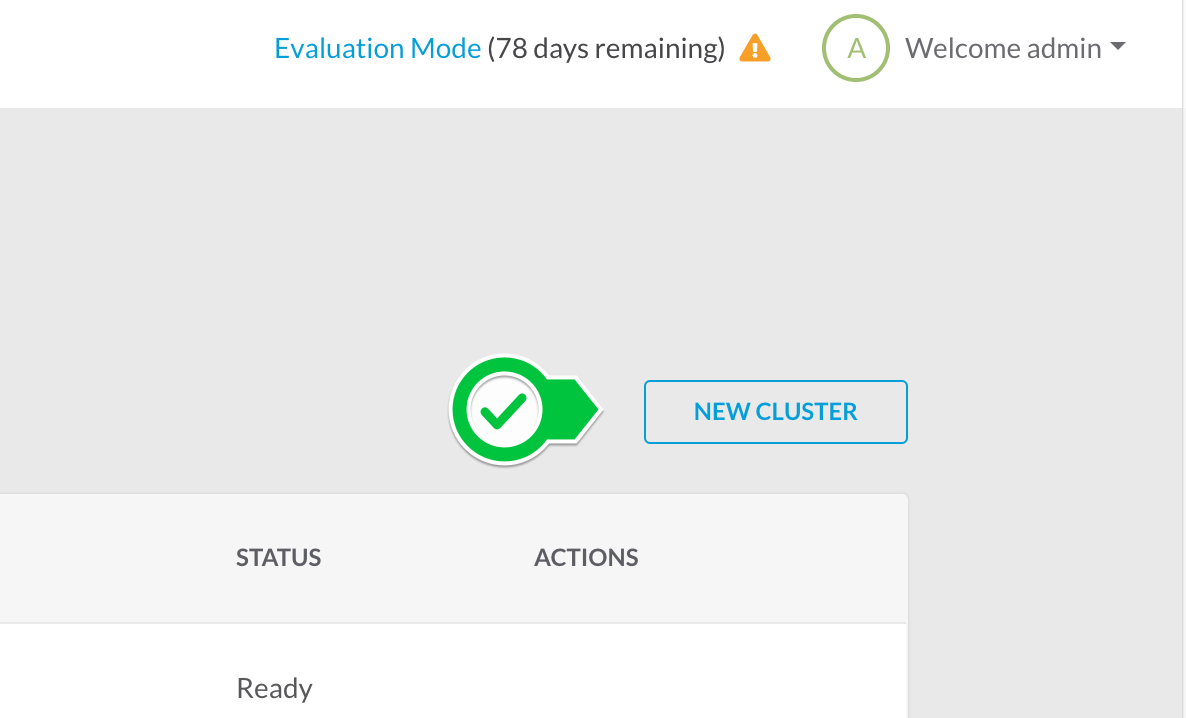 Evaluation Mode (78 days remaining) A Welcome admin
NEW CLUSTER
STATUS ACTIONS
Ready